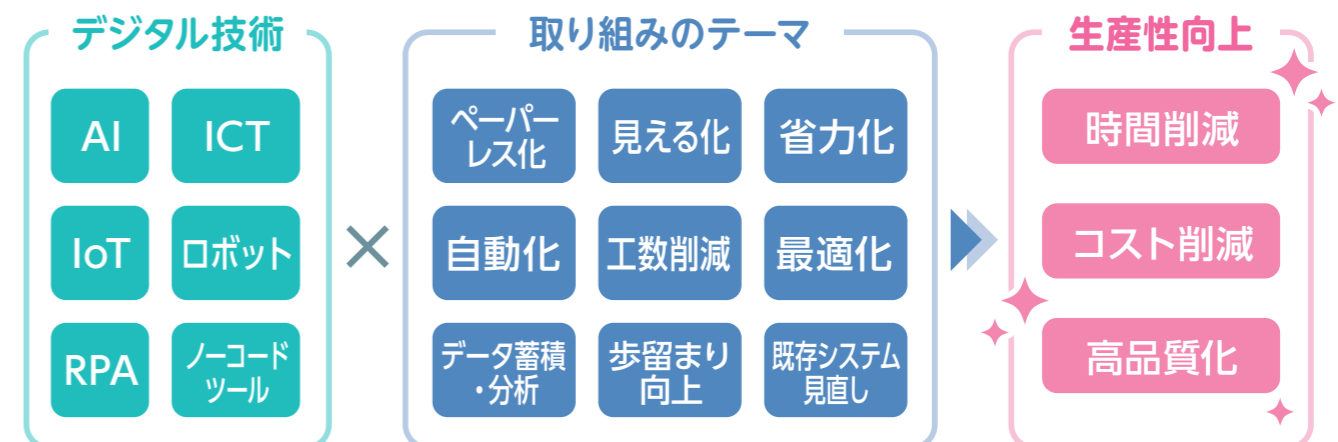 デジタル技術
AI
ICT
IoT
ロボット
RPA
ノーコード
ツール
×
取り組みのテーマ
ペーパー
レス化
見える化
省力化
自動化
工数削減
最適化
データ蓄積
・分析
歩留まり
向上
既存システム
見直し
生産性向上
時間削減
コスト削減
高品質化